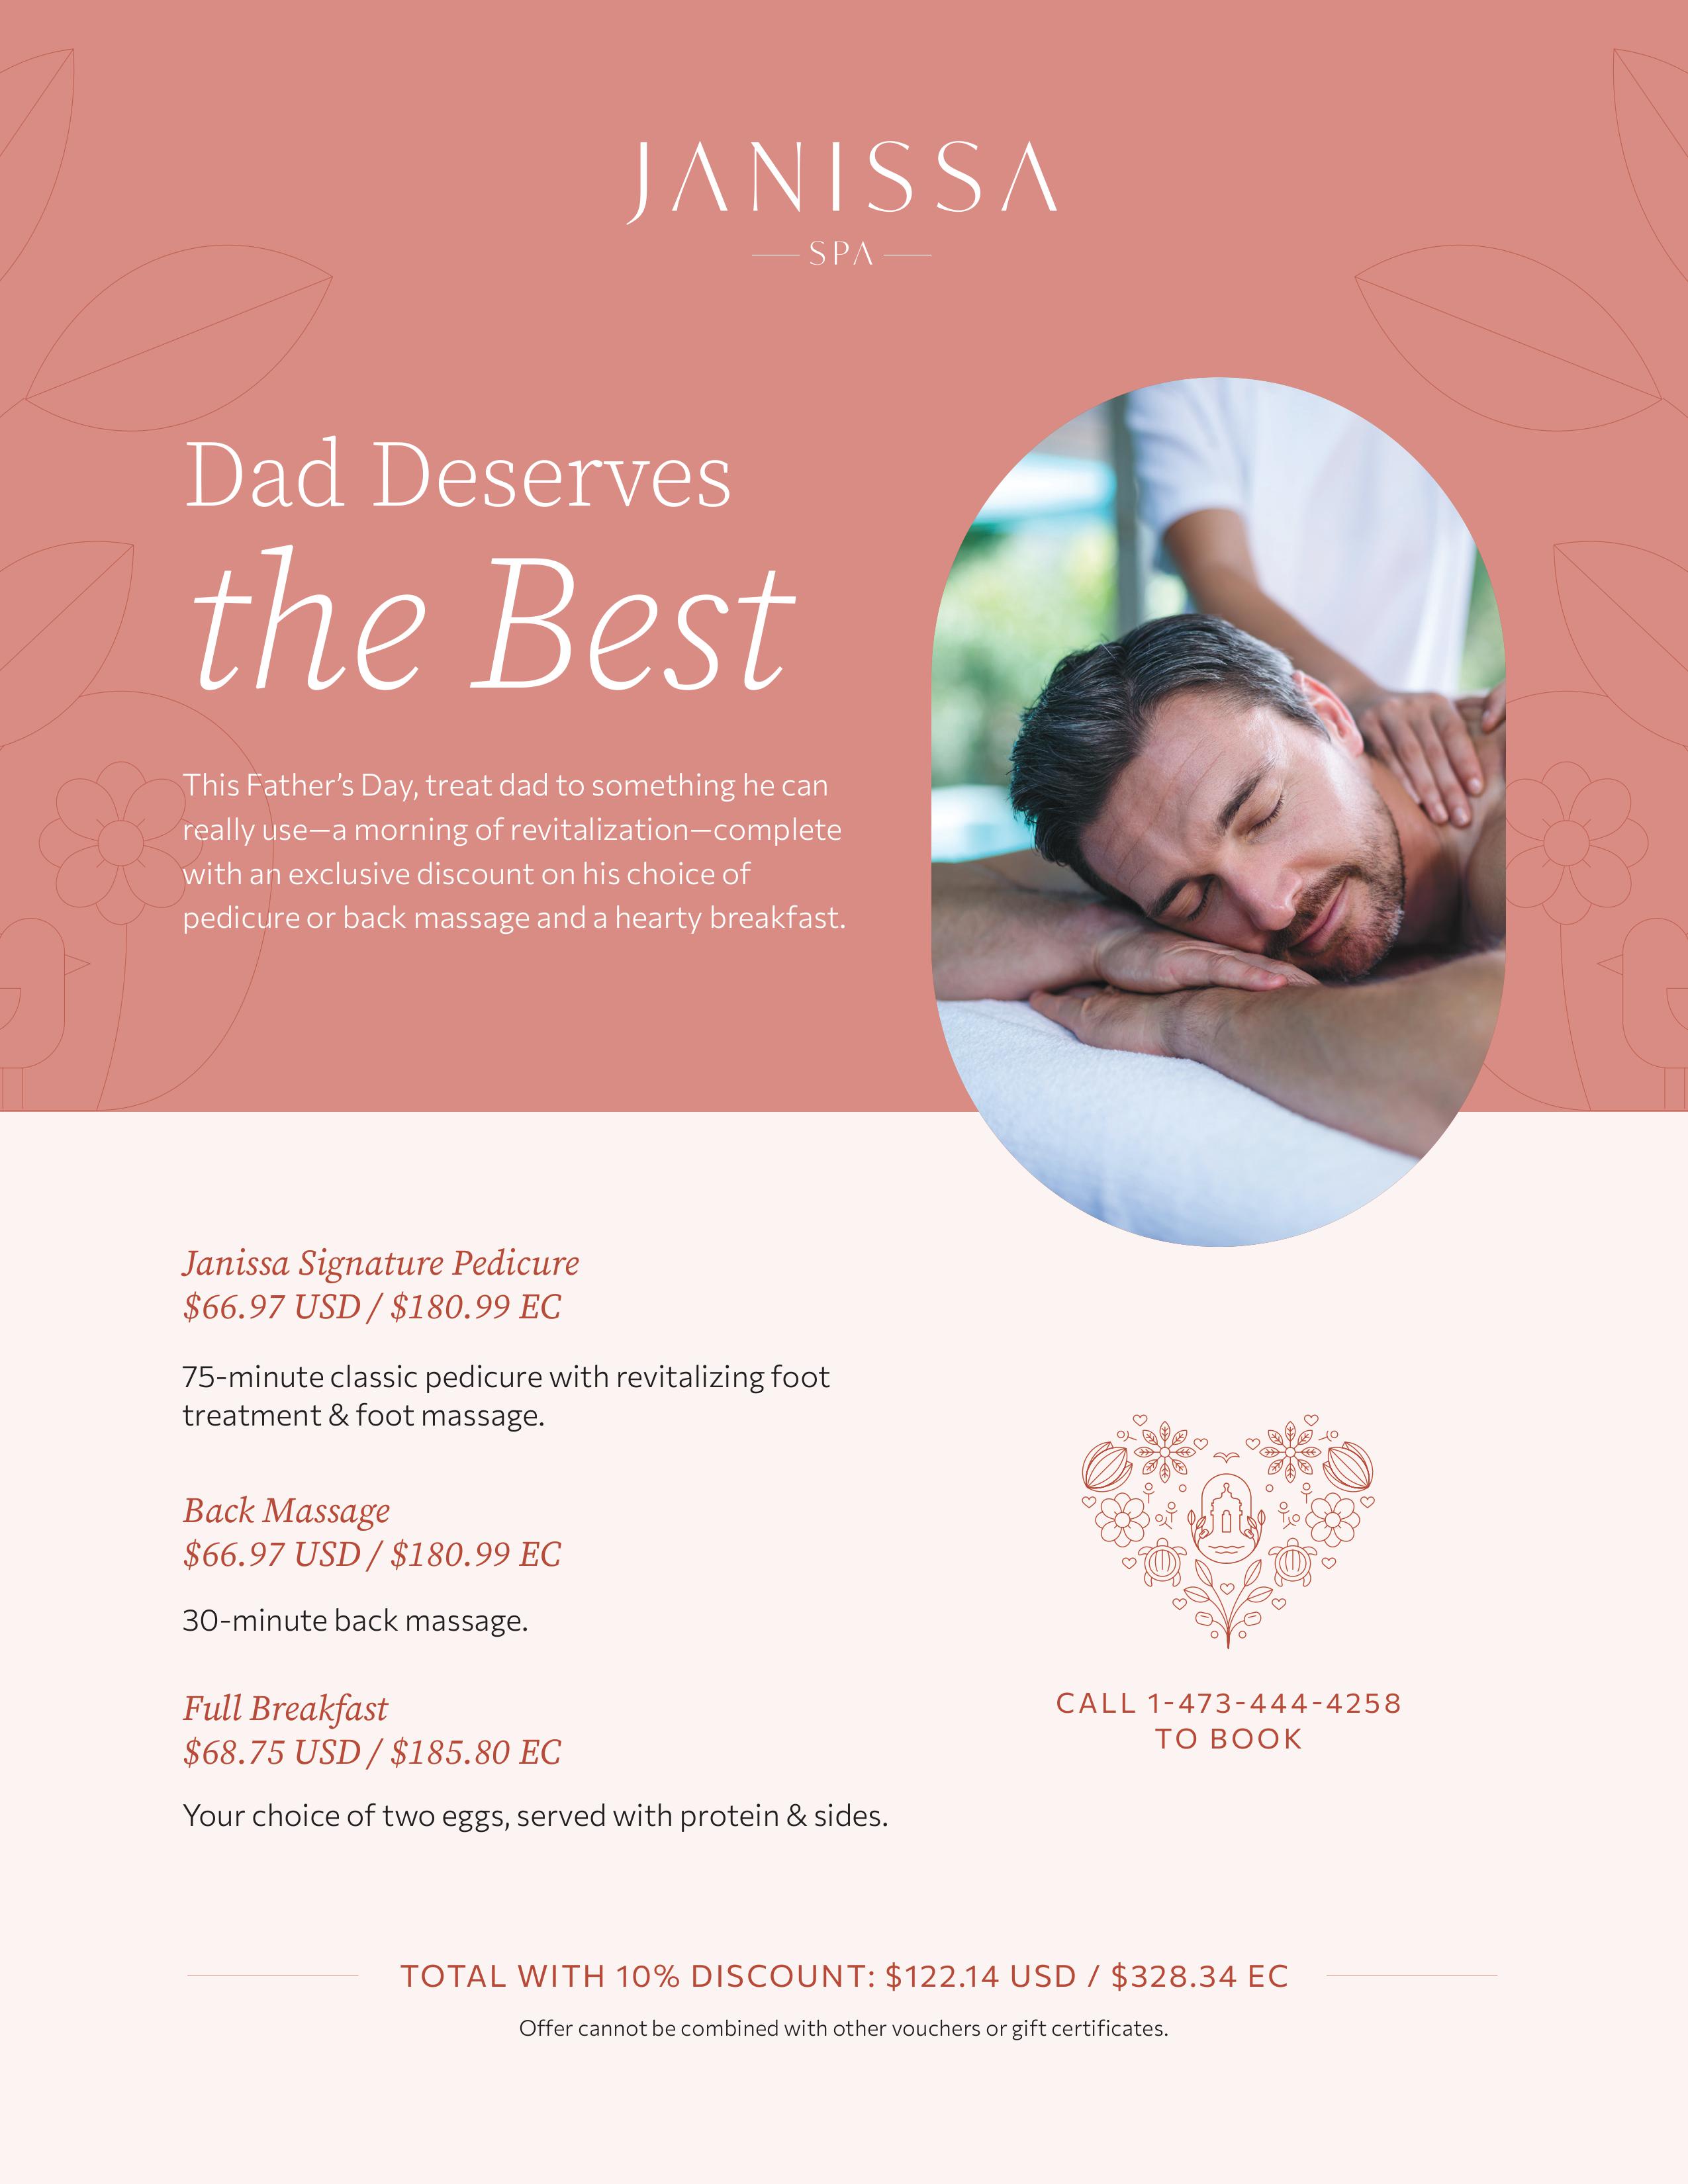 JANISSA
SPA
Dad Deserves
the Best
This Father’s Day, treat dad to something he can
really use—a morning of revitalization—complete
with an exclusive discount on his choice of
pedicure or back massage and a hearty breakfast.
Janissa Signature Pedicure
$66.97 USD / $180.99 EC
75-minute classic pedicure with revitalizing foot
treatment & foot massage.
Back Massage
$66.97 USD / $180.99 EC
30-minute back massage.
Full Breakfast
$68.75 USD / $185.80 EC
Your choice of two eggs, served with protein & sides.
CALL 1-473-444-4258
TO BOOK
TOTAL WITH 10% DISCOUNT: $122.14 USD / $328.34 EC
Offer cannot be combined with other vouchers or gift certificates.